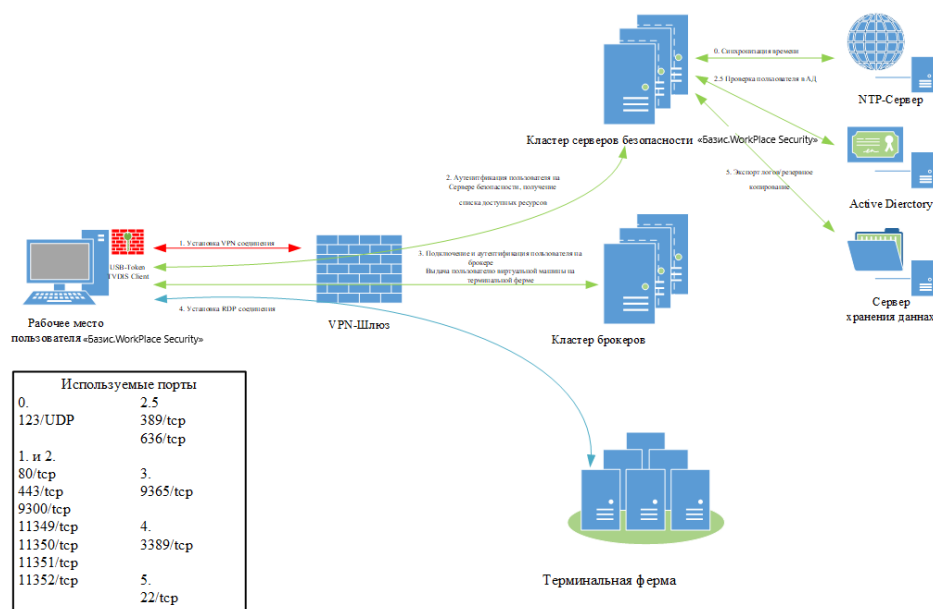 0. Синхронизация времени
2.5 Проверка пользователя в АД
NTP-Сервер
Кластер серверов безопасности «Базис.WorkPlace Security»
2. Аутентификация пользователя на
Сервере безопасности, получение
списка доступных ресурсов
5. Экспорт логов/резервное
копирование
Active Dierctory
1. Установка VPN соединения
3. Подключение и аутентификация пользователя на
брокере
Выдача пользователю виртуальной машины на
терминальной ферме
USB-Token
TVDIS Client
4. Установка RDP соединения
Рабочее место
пользователя «Базис.WorkPlace Security»
VPN-Шлюз
Кластер брокеров
Сервер
хранения данных
Используемые порты
0.
123/UDP
2.5
389/tcp
636/tcp
1. и 2.
80/tcp
443/tcp
9300/tcp
11349/tcp
11350/tcp
11351/tcp
11352/tcp
3.
9365/tcp
4.
3389/tcp
5.
22/tcp
Терминальная ферма